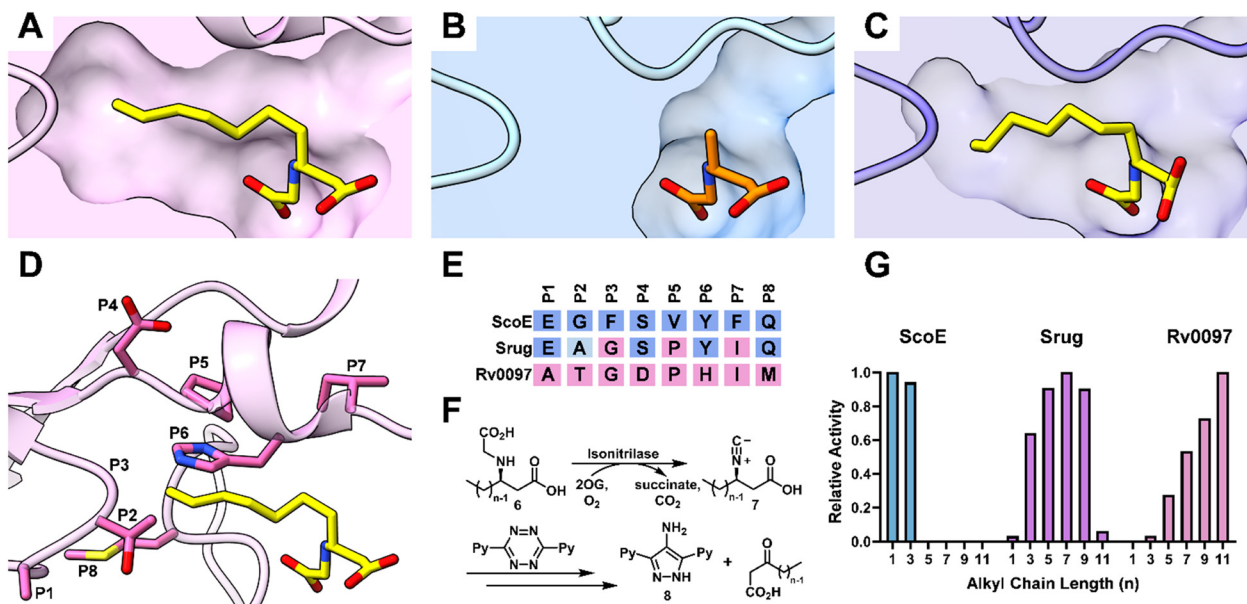 A
B
C
D
P4
P5
P7
P6
P3
P2
P8
P1
E
P1 P2 P3 P4 P5 P6 P7 P8
ScoE E G F S V Y F Q
Srug E A G S P Y I Q
Rv0097 A T G D P H I M
F
CO₂H
NH O
OH
( )n-1 6
Isonitrilase
2OG, O₂
succinate, CO₂
C−
N+ O
OH
( )n-1 7
N N
Py Py
N N
NH₂
Py Py
N NH
8
+
O
( )n-1
CO₂H
G
ScoE Srug Rv0097
Relative Activity
1.0
0.8
0.6
0.4
0.2
0.0
1 3 5 7 9 11 1 3 5 7 9 11 1 3 5 7 9 11
Alkyl Chain Length (n)